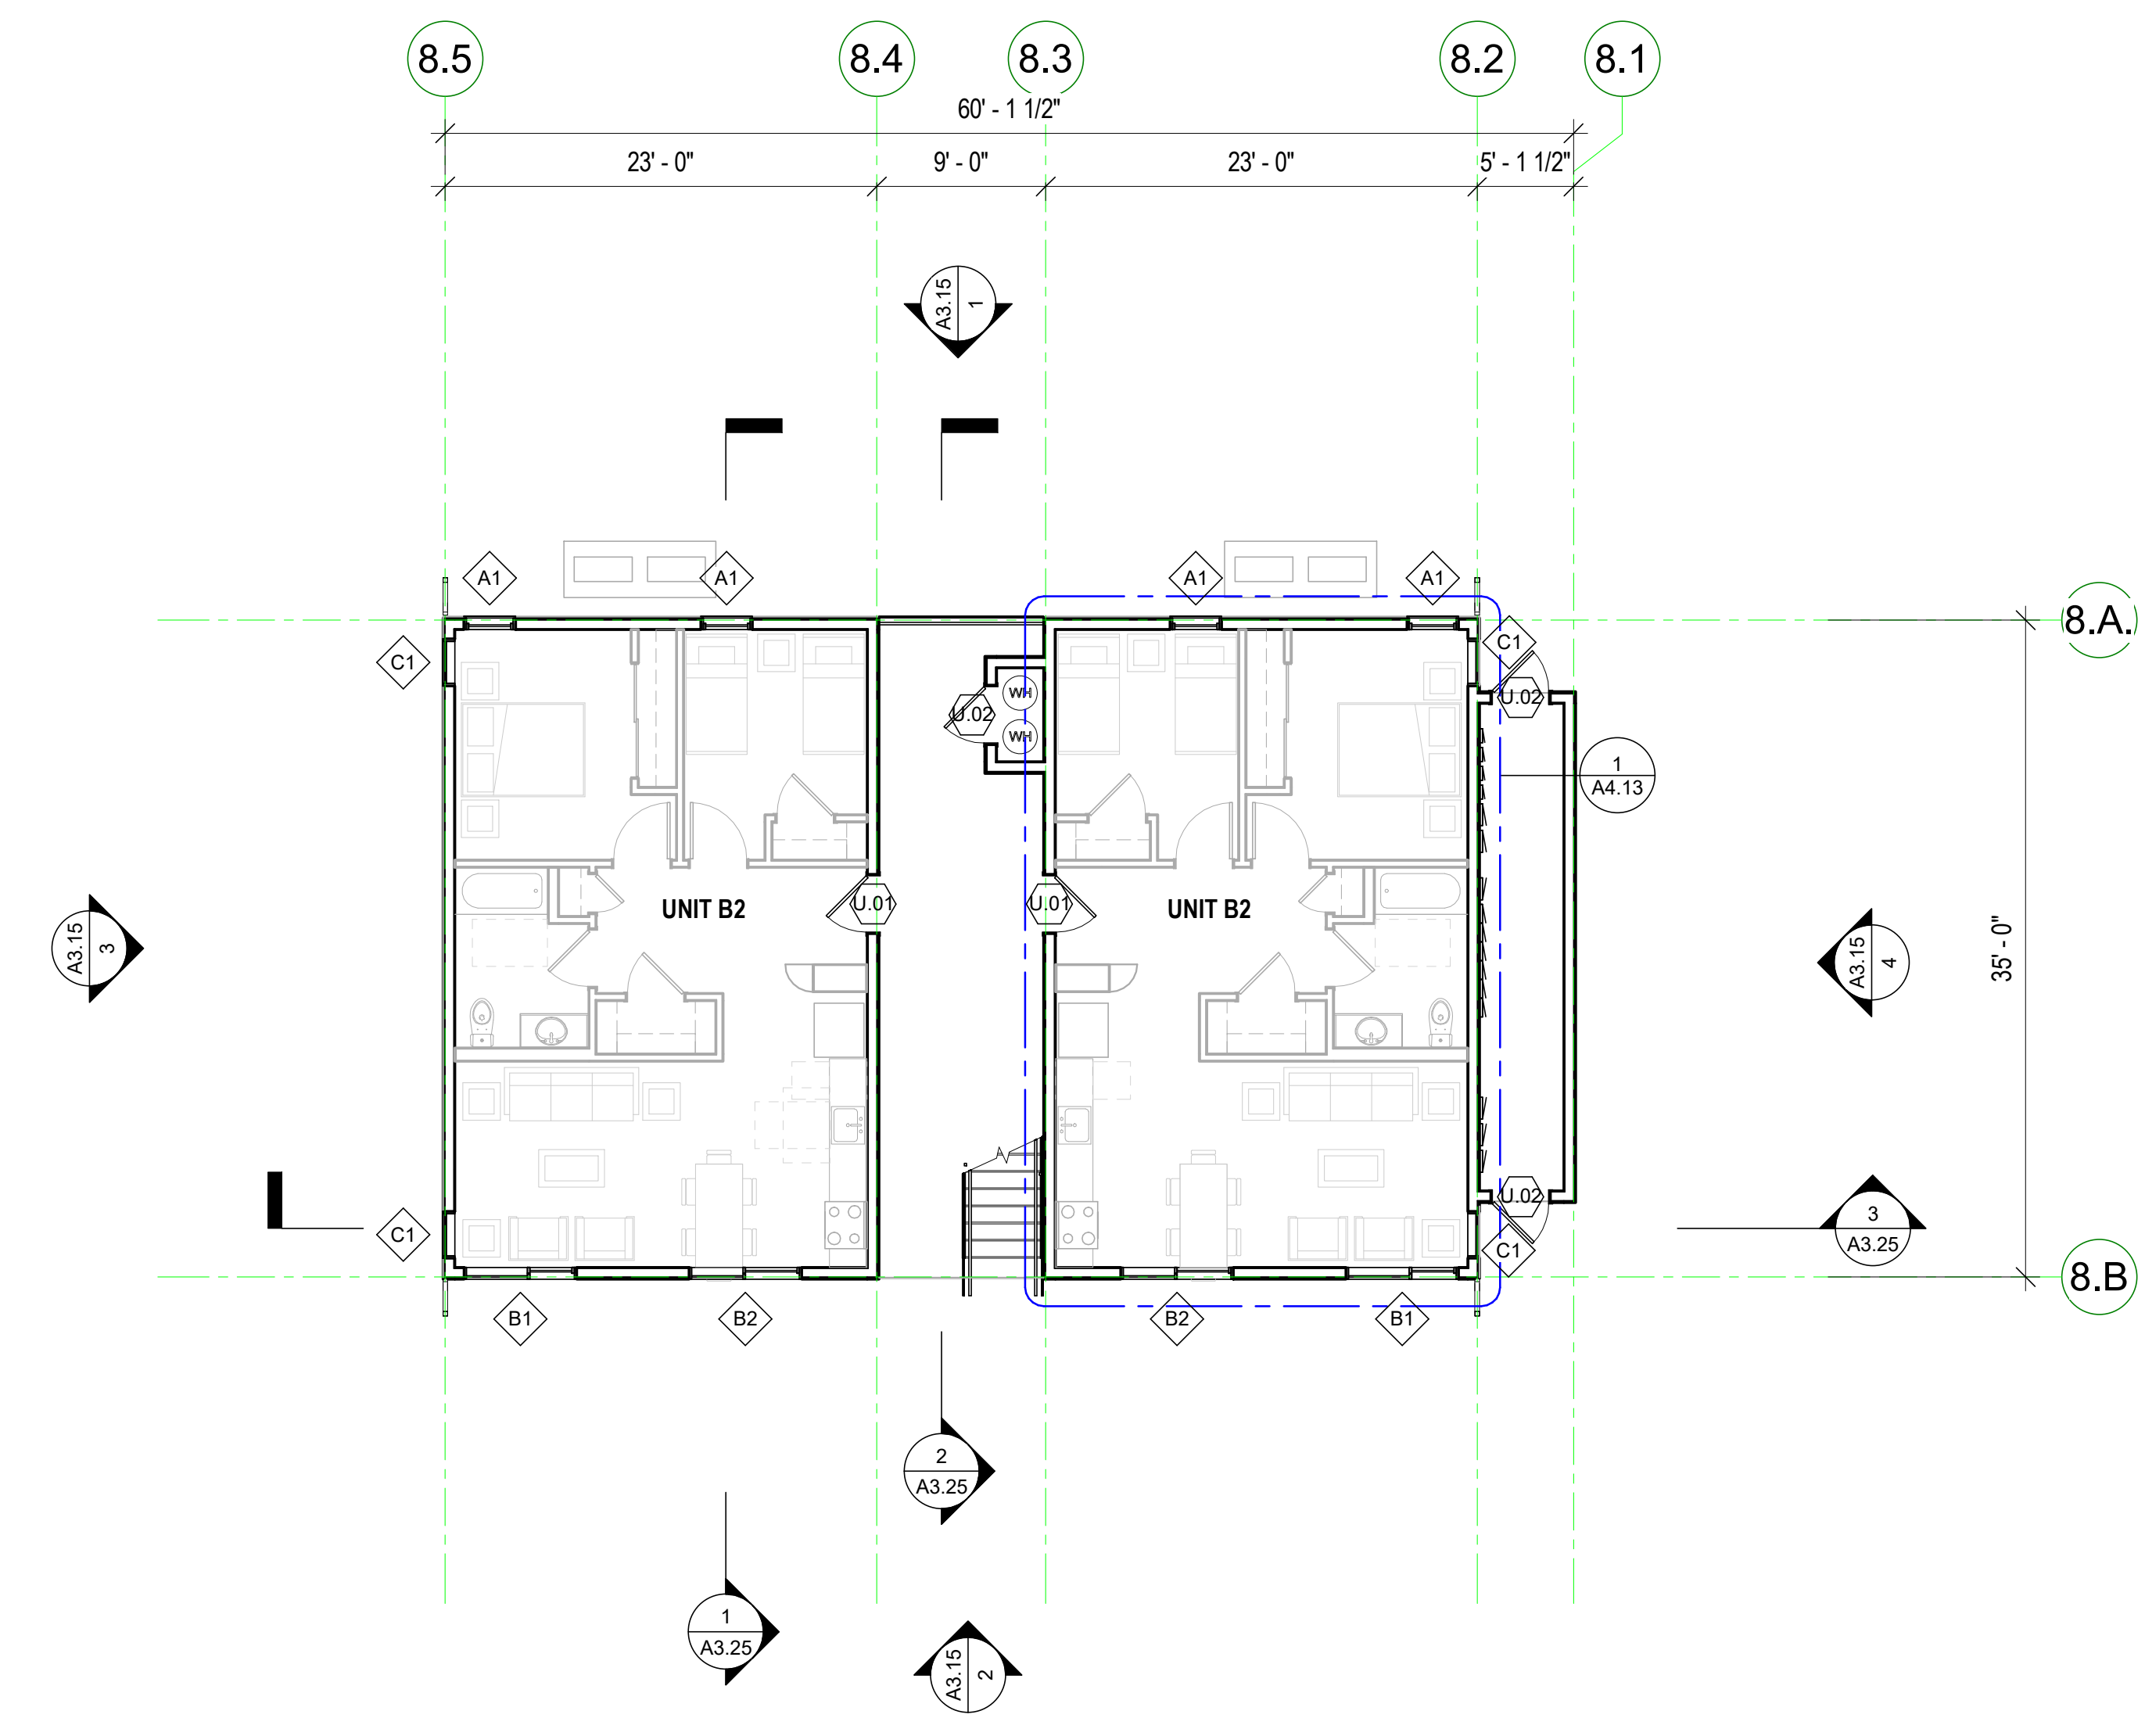 8.5
8.4
8.3
8.2
8.1
60' - 1 1/2"
23' - 0"
9' - 0"
23' - 0"
5' - 1 1/2"
A3.15
1
A1
A1
A1
A1
8.A.
C1
C1
U.02
WH
U.02
WH
1
A4.13
U.01
U.01
UNIT B2
UNIT B2
A3.15
3
A3.15
4
35' - 0"
U.02
C1
C1
3
A3.25
8.B
B1
B2
B2
B1
2
A3.25
1
A3.25
A3.15
2